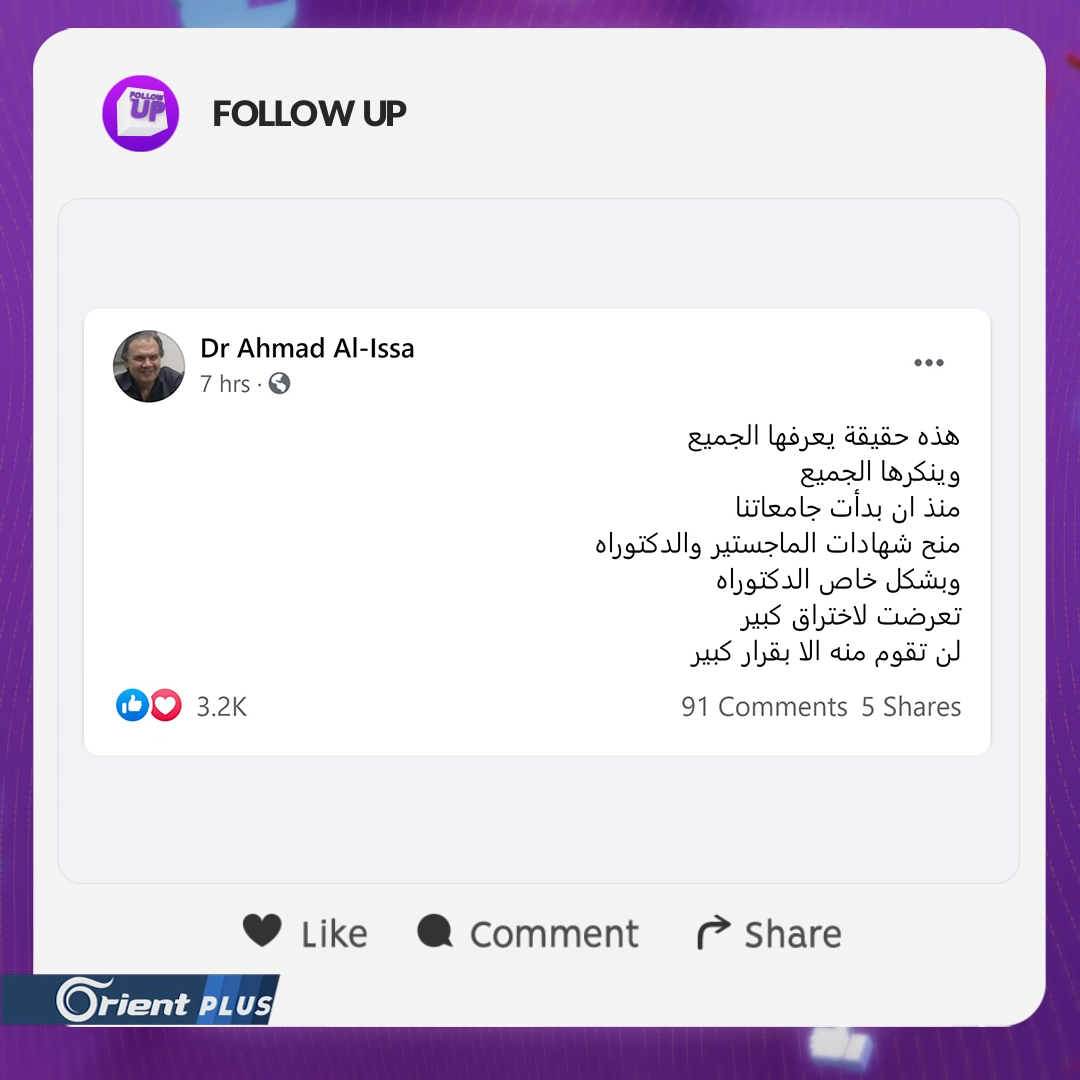 FOLLOW UP
FOLLOW UP
Dr Ahmad Al-Issa
7 hrs ·
هذه حقيقة يعرفها الجميع
وينكرها الجميع
منذ ان بدأت جامعاتنا
منح شهادات الماجستير والدكتوراه
وبشكل خاص الدكتوراه
تعرضت لاختراق كبير
لن تقوم منه الا بقرار كبير
3.2K 91 Comments 5 Shares
Like Comment Share
Orient PLUS